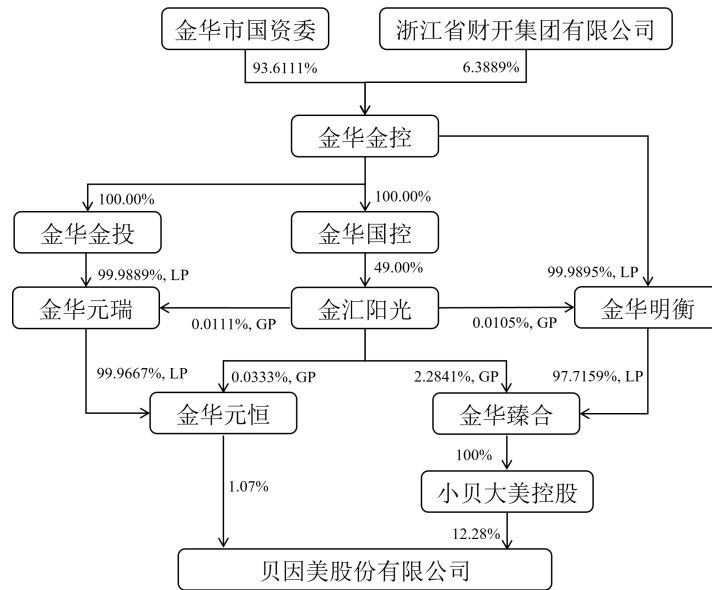 金华市国资委
浙江省财开集团有限公司
93.6111%
6.3889%
金华金控
100.00%
100.00%
金华金投
金华国控
99.9889%, LP
49.00%
99.9895%, LP
金华元瑞
0.0111%, GP
金汇阳光
0.0105%, GP
金华明衡
99.9667%, LP
0.0333%, GP
2.2841%, GP
97.7159%, LP
金华元恒
金华臻合
1.07%
100%
小贝大美控股
12.28%
贝因美股份有限公司